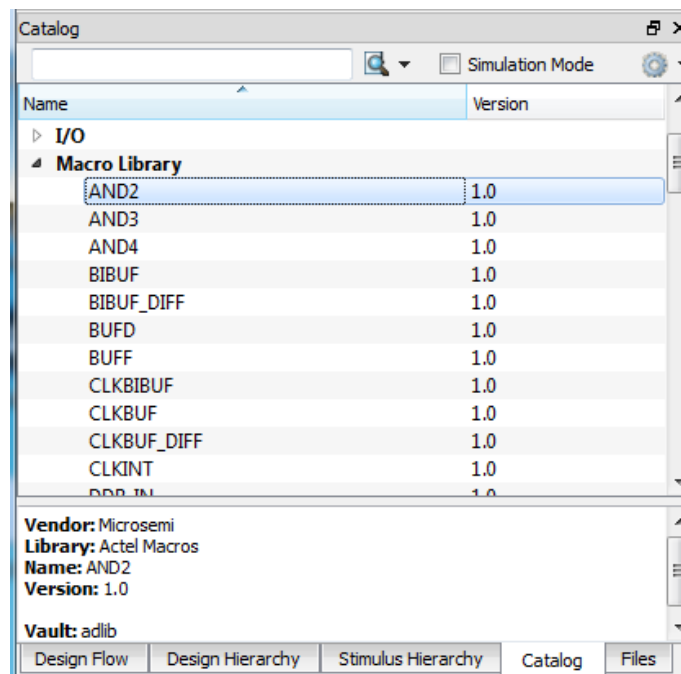 Catalog
Simulation Mode
Name Version
I/O
Macro Library
AND2 1.0
AND3 1.0
AND4 1.0
BIBUF 1.0
BIBUF_DIFF 1.0
BUFD 1.0
BUFF 1.0
CLKBIBUF 1.0
CLKBUF 1.0
CLKBUF_DIFF 1.0
CLKINT 1.0
DDR_IN 1.0
Vendor: Microsemi
Library: Actel Macros
Name: AND2
Version: 1.0
Vault: adlib
Design Flow Design Hierarchy Stimulus Hierarchy Catalog Files